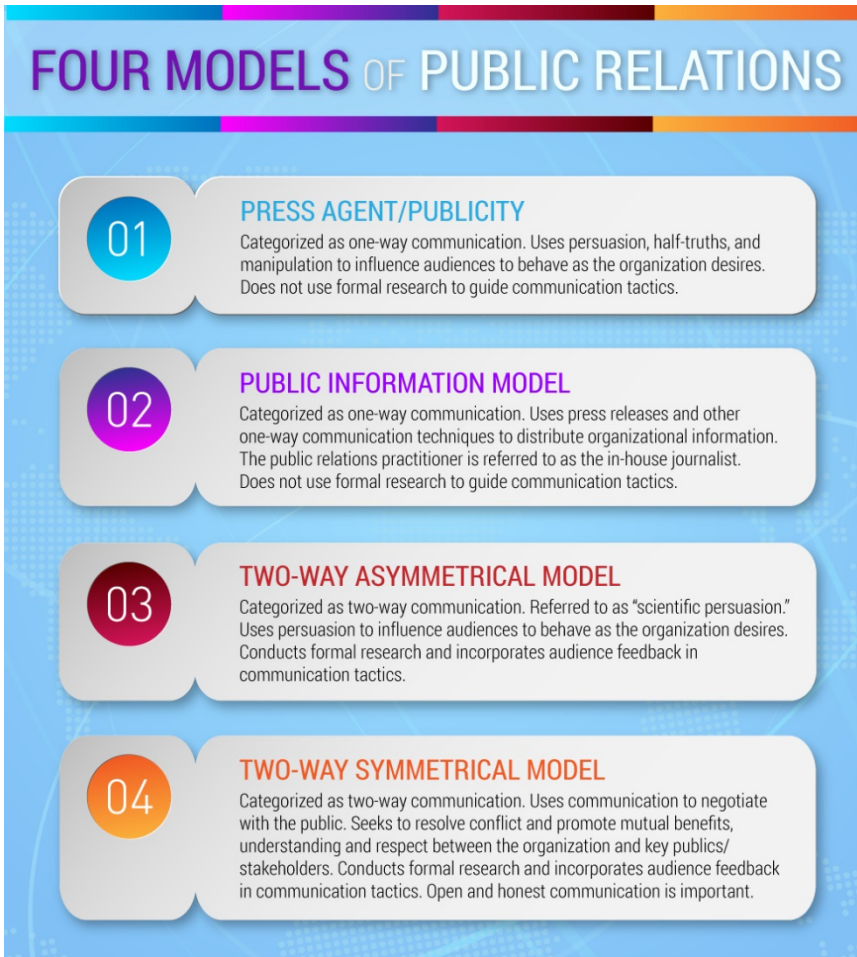 FOUR MODELS OF PUBLIC RELATIONS
01
PRESS AGENT/PUBLICITY
Categorized as one-way communication. Uses persuasion, half-truths, and
manipulation to influence audiences to behave as the organization desires.
Does not use formal research to guide communication tactics.
02
PUBLIC INFORMATION MODEL
Categorized as one-way communication. Uses press releases and other
one-way communication techniques to distribute organizational information.
The public relations practitioner is referred to as the in-house journalist.
Does not use formal research to guide communication tactics.
03
TWO-WAY ASYMMETRICAL MODEL
Categorized as two-way communication. Referred to as “scientific persuasion.”
Uses persuasion to influence audiences to behave as the organization desires.
Conducts formal research and incorporates audience feedback in
communication tactics.
04
TWO-WAY SYMMETRICAL MODEL
Categorized as two-way communication. Uses communication to negotiate
with the public. Seeks to resolve conflict and promote mutual benefits,
understanding and respect between the organization and key publics/
stakeholders. Conducts formal research and incorporates audience feedback
in communication tactics. Open and honest communication is important.